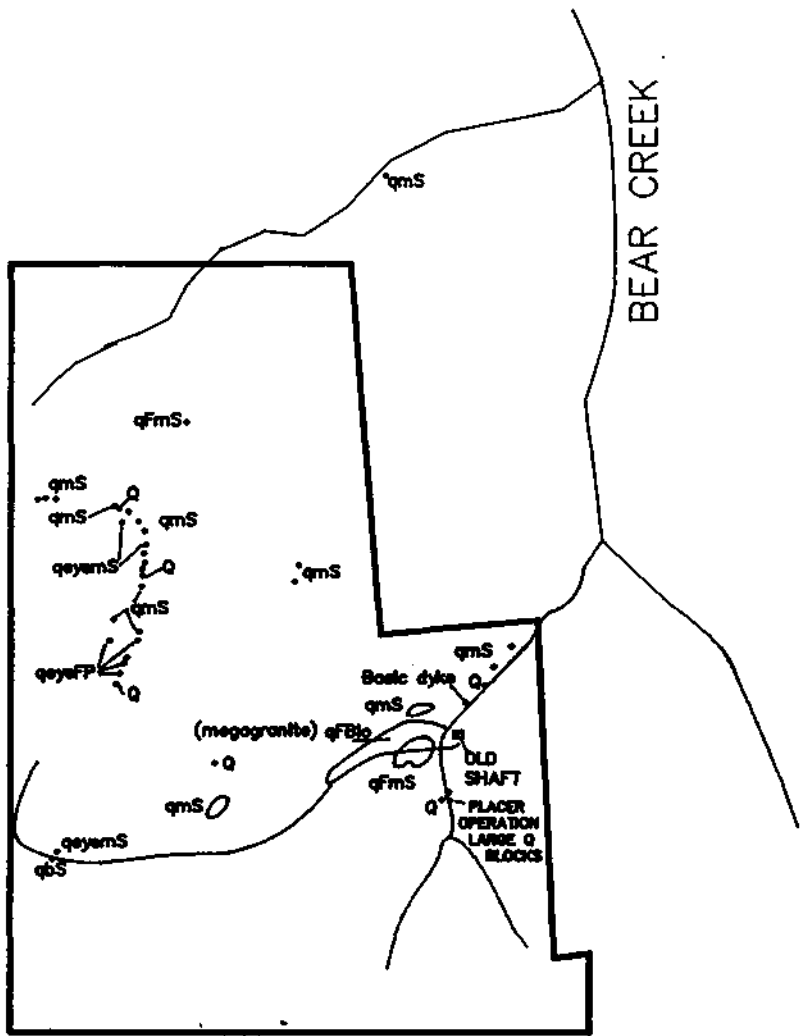 BEAR CREEK
qmS
qFmS
qmS
Q
qmS
qmS
qeyemS
Q
qmS
qmS
qeyeFP
Q
qmS
Q
Basic dyke
qmS
(megagranite) qFBio
Q
OLD
SHAFT
qFmS
qmS
Q
PLACER
OPERATION
LARGE Q
BLOCKS
qeyemS
qbS